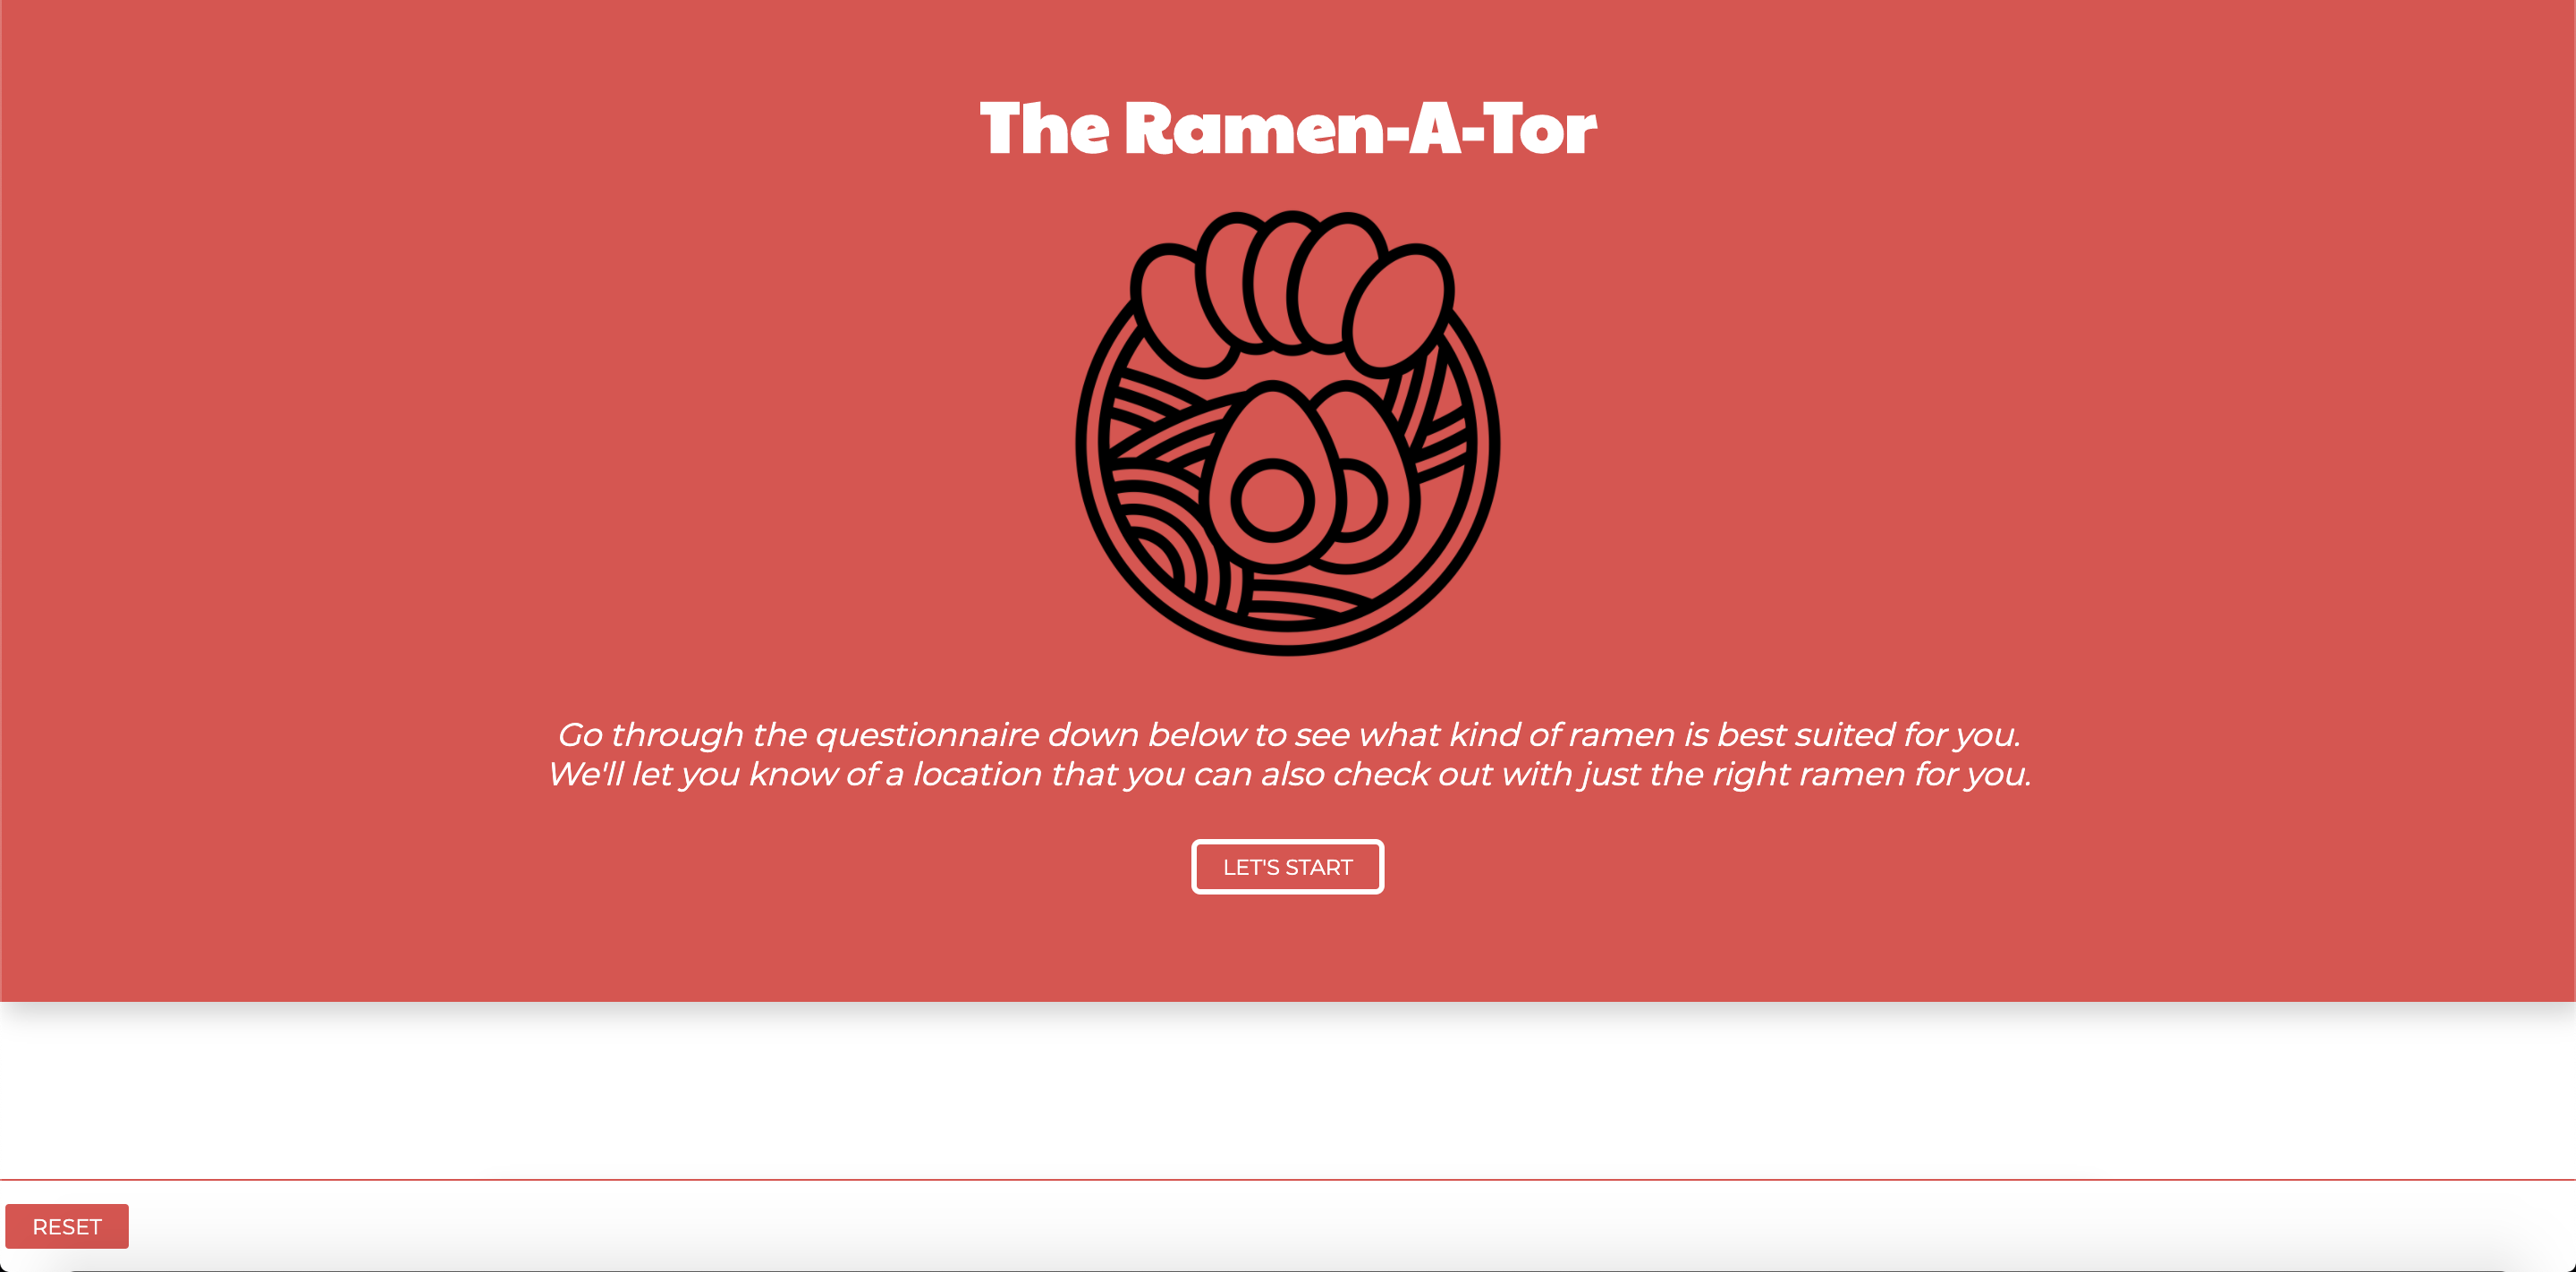 The Ramen-A-Tor
Go through the questionnaire down below to see what kind of ramen is best suited for you.
We'll let you know of a location that you can also check out with just the right ramen for you.
LET'S START
RESET